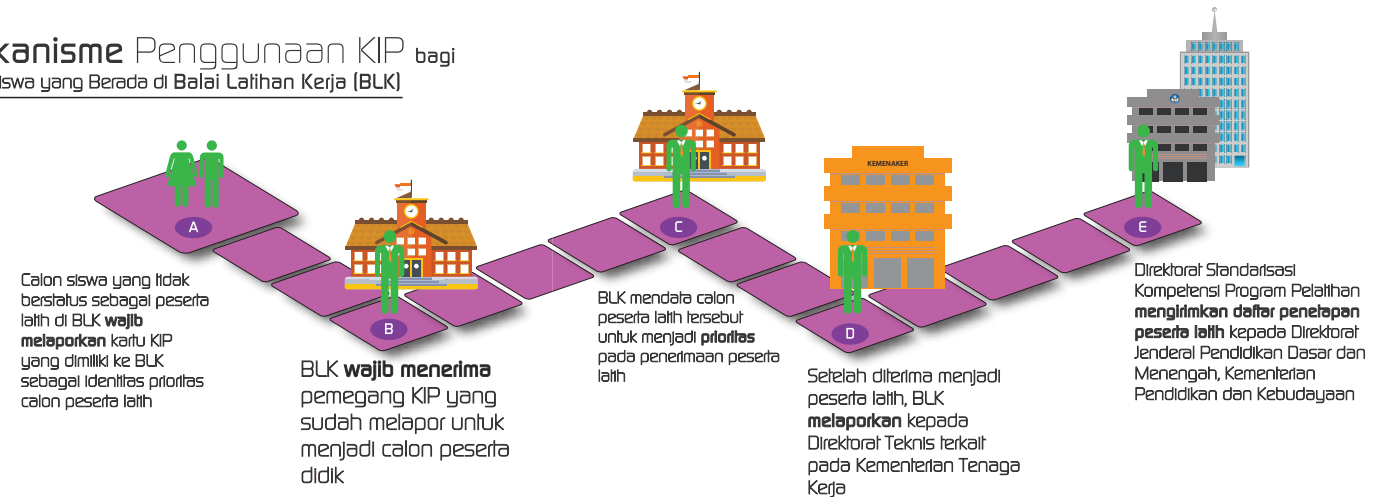 kanisme Penggunaan KIP bagi
siswa yang Berada di Balai Latihan Kerja (BLK)
A
Calon siswa yang tidak
berstatus sebagai peserta
latih di BLK wajib
melaporkan kartu KIP
yang dimiliki ke BLK
sebagai identitas prioritas
calon peserta latih
B
BLK wajib menerima
pemegang KIP yang
sudah melapor untuk
menjadi calon peserta
didik
C
BLK mendata calon
peserta latih tersebut
untuk menjadi prioritas
pada penerimaan peserta
latih
KEMENAKER
D
Setelah diterima menjadi
peserta latih, BLK
melaporkan kepada
Direktorat Teknis terkait
pada Kementerian Tenaga
Kerja
E
Direktorat Standarisasi
Kompetensi Program Pelatihan
mengirimkan daftar penetapan
peserta latih kepada Direktorat
Jenderal Pendidikan Dasar dan
Menengah, Kementerian
Pendidikan dan Kebudayaan